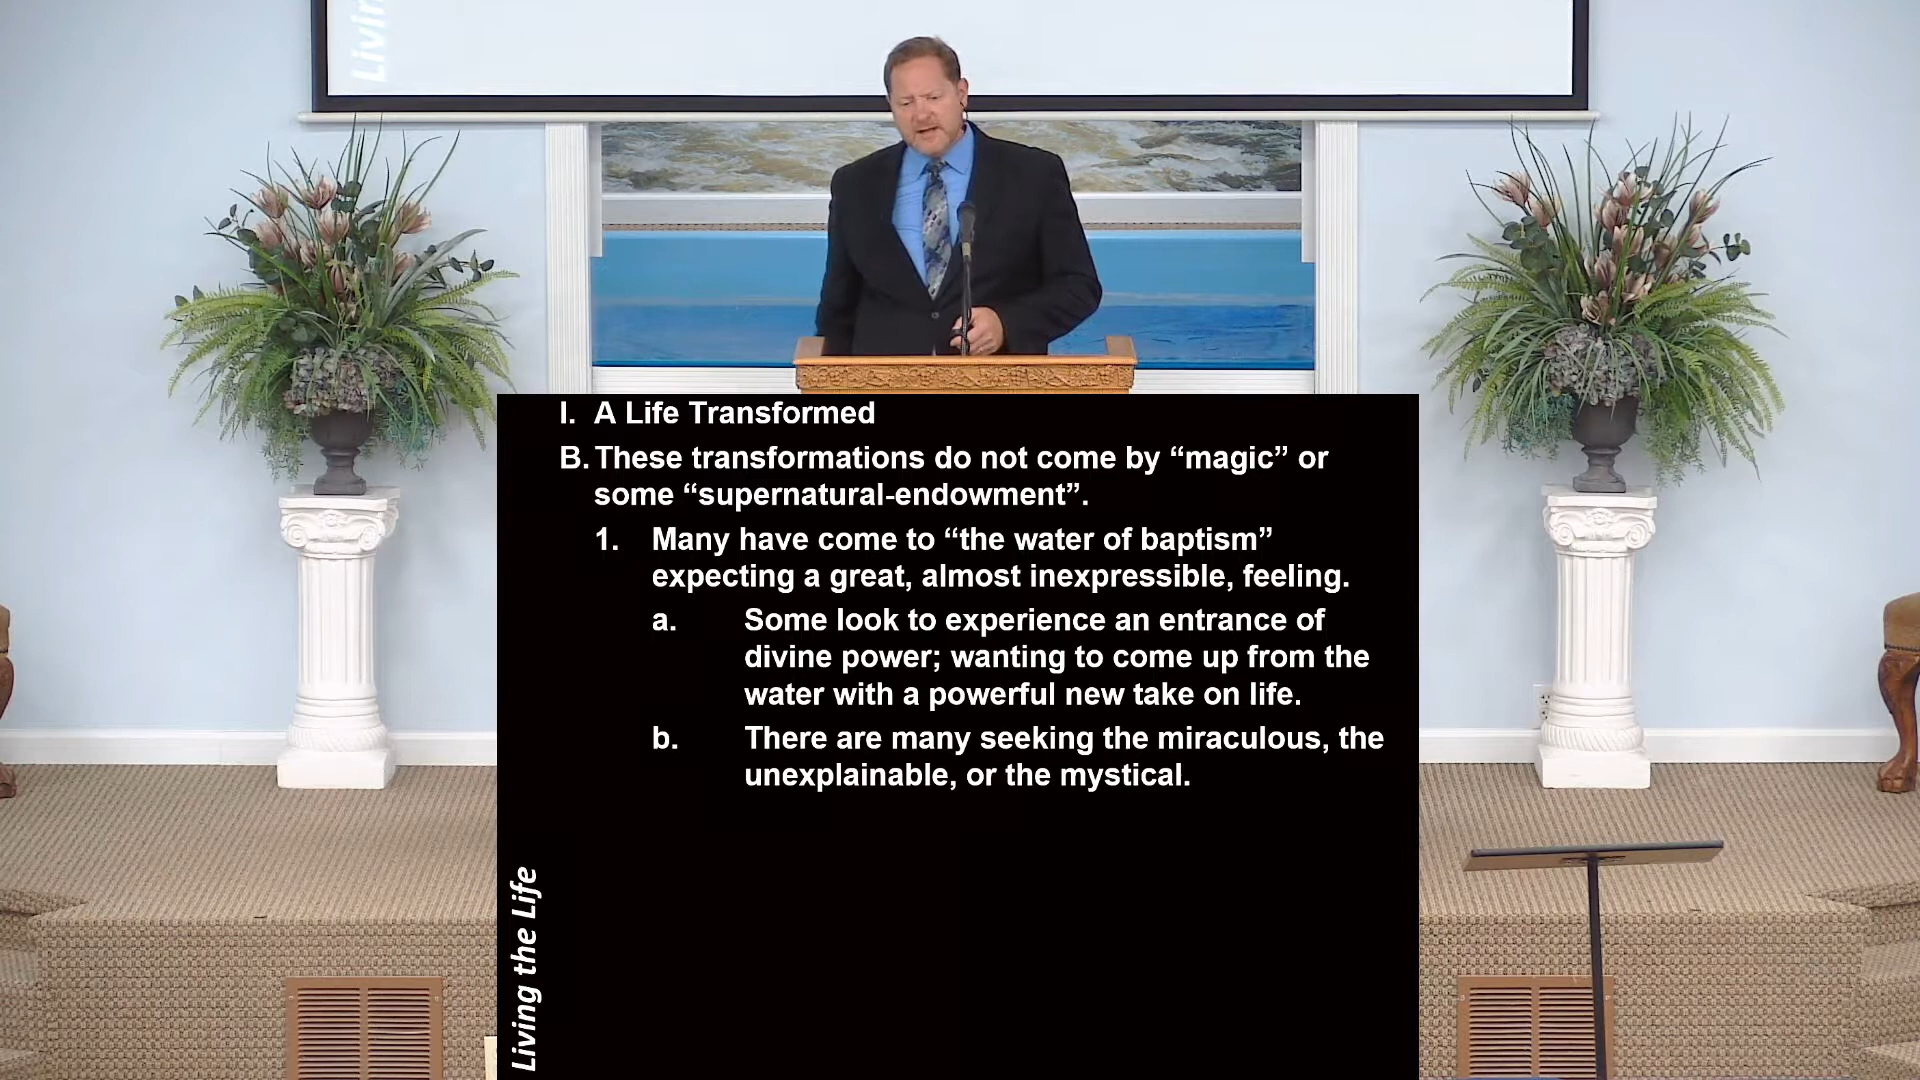 Livin
I. A Life Transformed
B. These transformations do not come by “magic” or
some “supernatural-endowment”.
1. Many have come to “the water of baptism”
expecting a great, almost inexpressible, feeling.
a. Some look to experience an entrance of
divine power; wanting to come up from the
water with a powerful new take on life.
b. There are many seeking the miraculous, the
unexplainable, or the mystical.
Living the Life